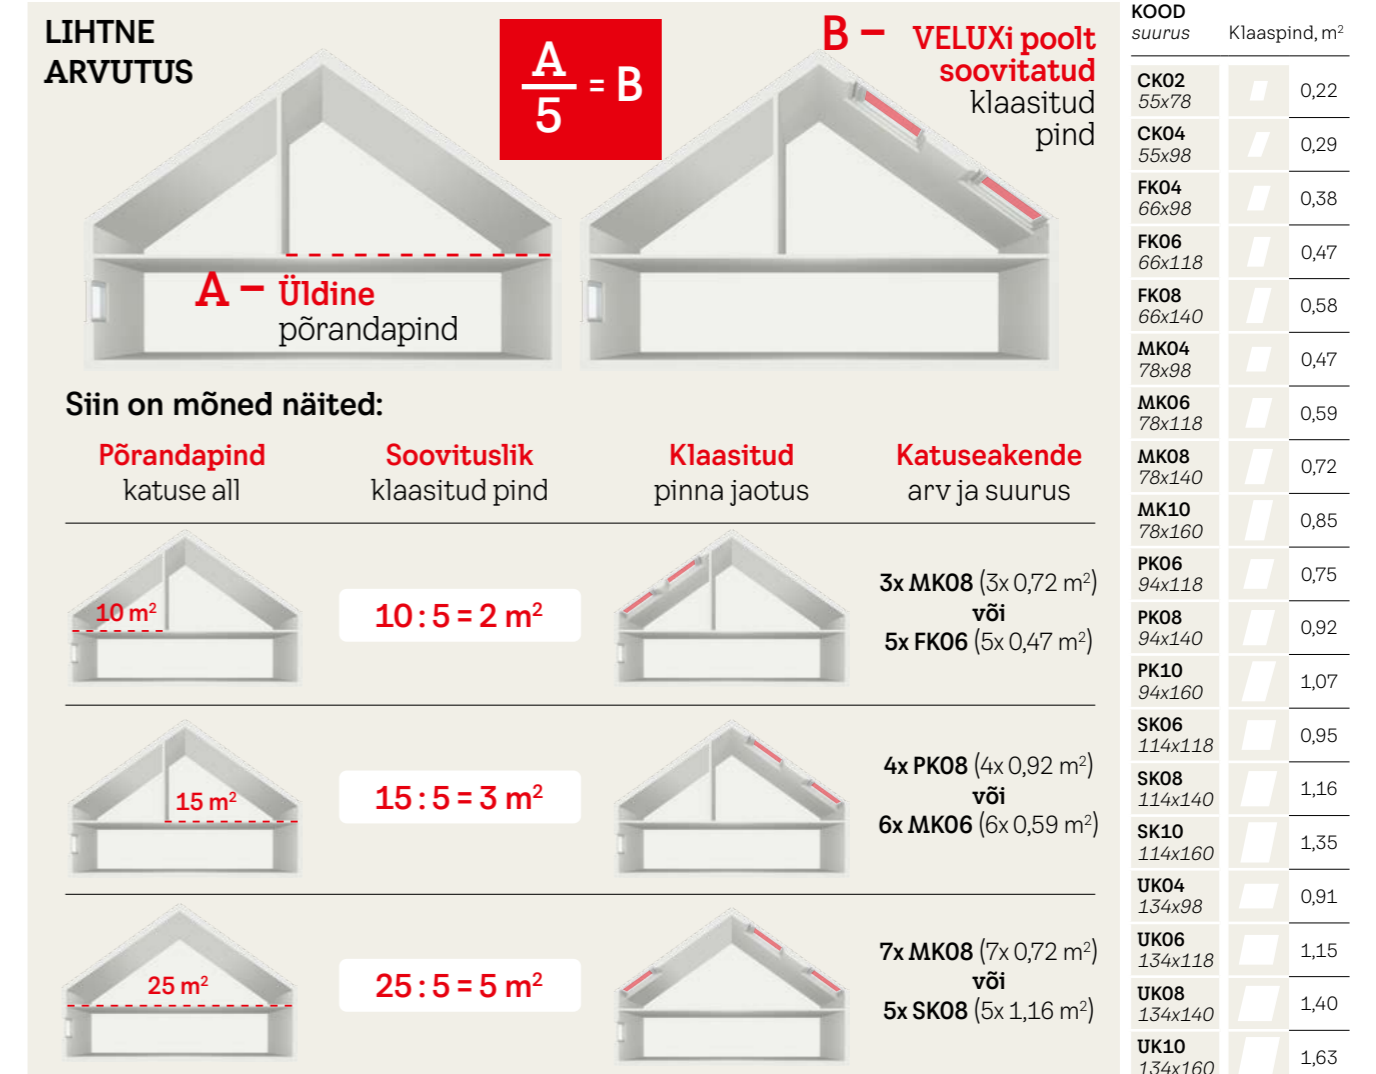 LIHTNE
ARVUTUS
A
5
= B
B – VELUXi poolt
soovitatud
klaasitud
pind
A – Üldine
põrandapind
Siin on mõned näited:
Põrandapind
katuse all
Soovituslik
klaasitud pind
Klaasitud
pinna jaotus
Katuseakende
arv ja suurus
10 m²
10 : 5 = 2 m²
3x MK08 (3x 0,72 m²)
või
5x FK06 (5x 0,47 m²)
15 m²
15 : 5 = 3 m²
4x PK08 (4x 0,92 m²)
või
6x MK06 (6x 0,59 m²)
25 m²
25 : 5 = 5 m²
7x MK08 (7x 0,72 m²)
või
5x SK08 (5x 1,16 m²)
KOOD
suurus Klaaspind, m²
CK02
55x78 0,22
CK04
55x98 0,29
FK04
66x98 0,38
FK06
66x118 0,47
FK08
66x140 0,58
MK04
78x98 0,47
MK06
78x118 0,59
MK08
78x140 0,72
MK10
78x160 0,85
PK06
94x118 0,75
PK08
94x140 0,92
PK10
94x160 1,07
SK06
114x118 0,95
SK08
114x140 1,16
SK10
114x160 1,35
UK04
134x98 0,91
UK06
134x118 1,15
UK08
134x140 1,40
UK10
134x160 1,63